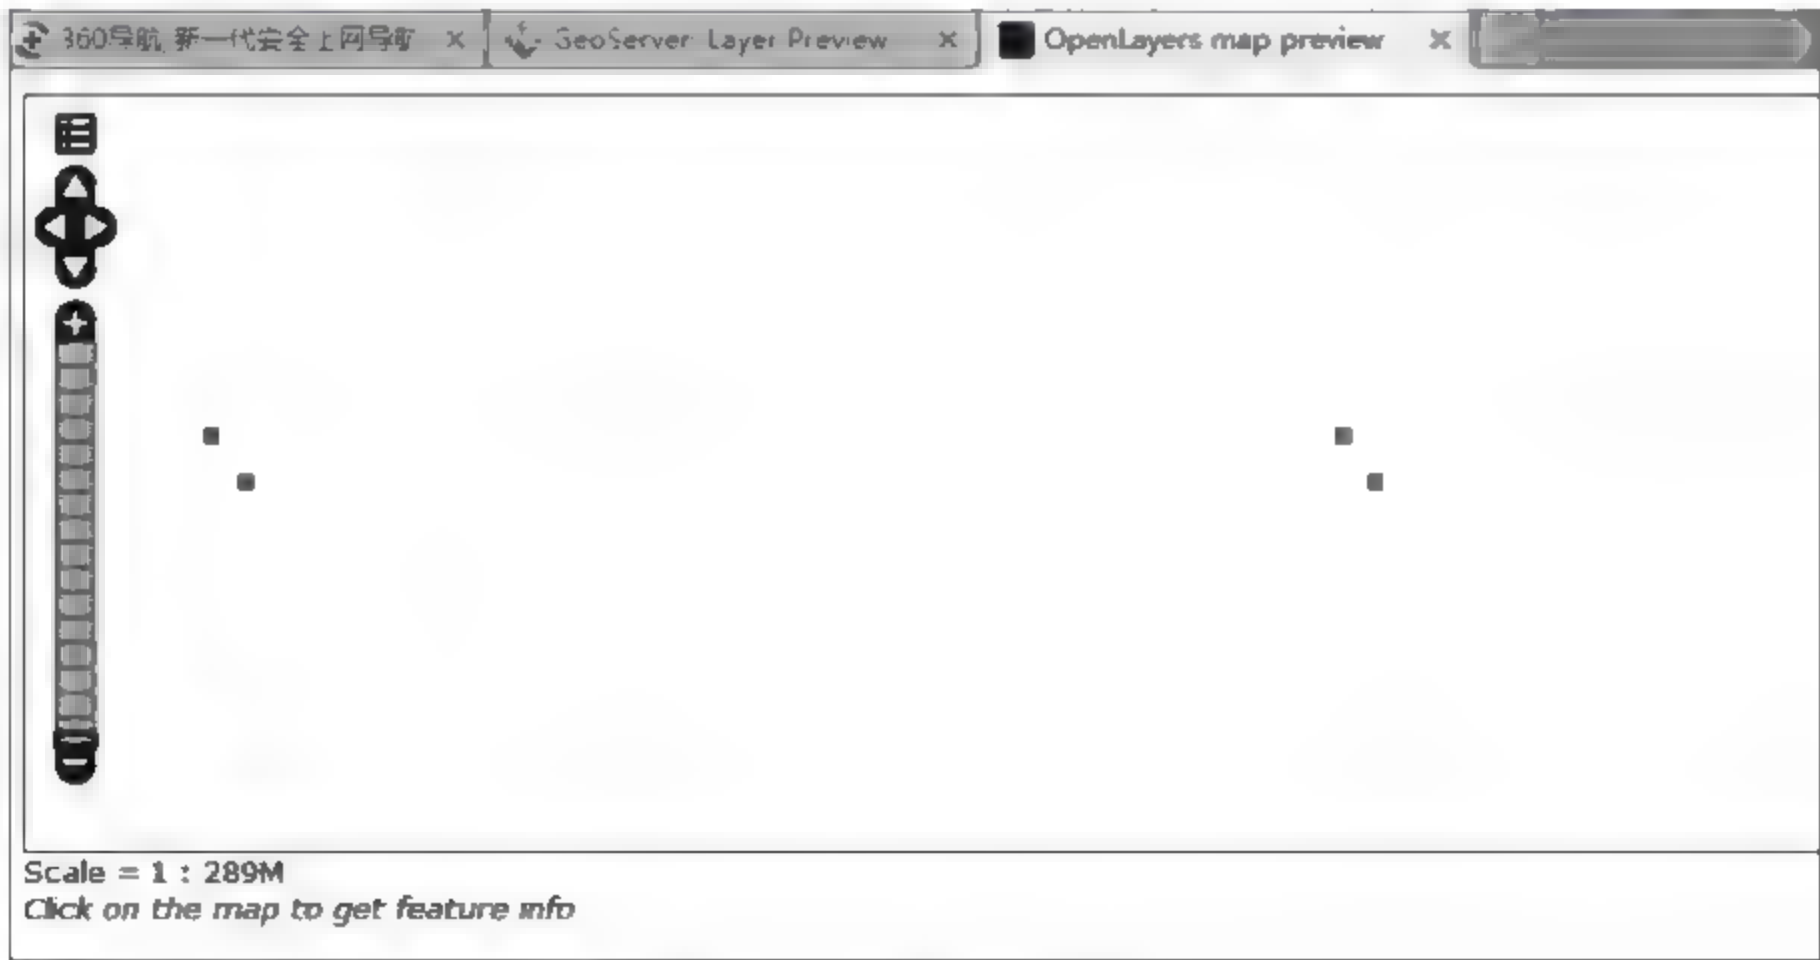 360导航_新一代安全上网导航
GeoServer: Layer Preview
OpenLayers map preview
Scale = 1 : 289M
Click on the map to get feature info